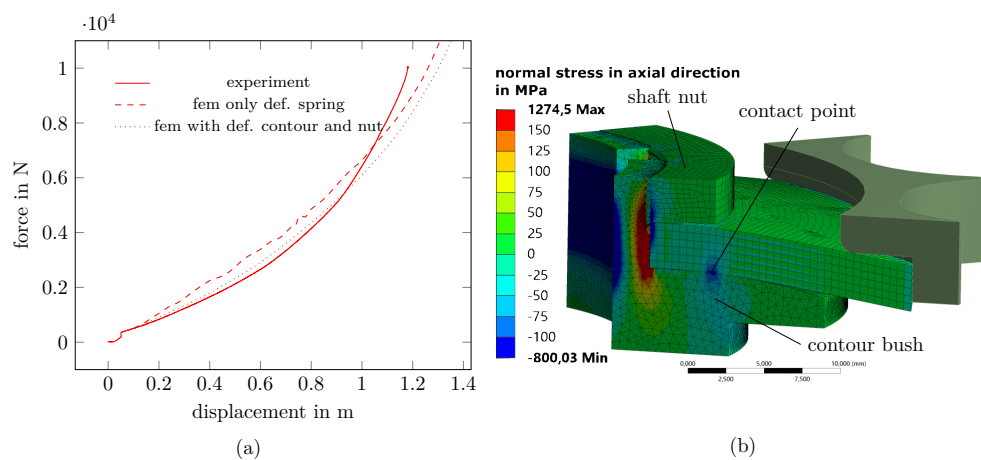 ·10⁴
1
0.8
0.6
0.4
0.2
0
0 0.2 0.4 0.6 0.8 1 1.2 1.4
force in N
displacement in m
experiment
fem only def. spring
fem with def. contour and nut
(a)
normal stress in axial direction
in MPa
1274,5 Max
150
125
100
75
50
25
0
-25
-50
-75
-100
-800,03 Min
shaft nut
contact point
contour bush
0,000 5,000 10,000 (mm)
2,500 7,500
(b)